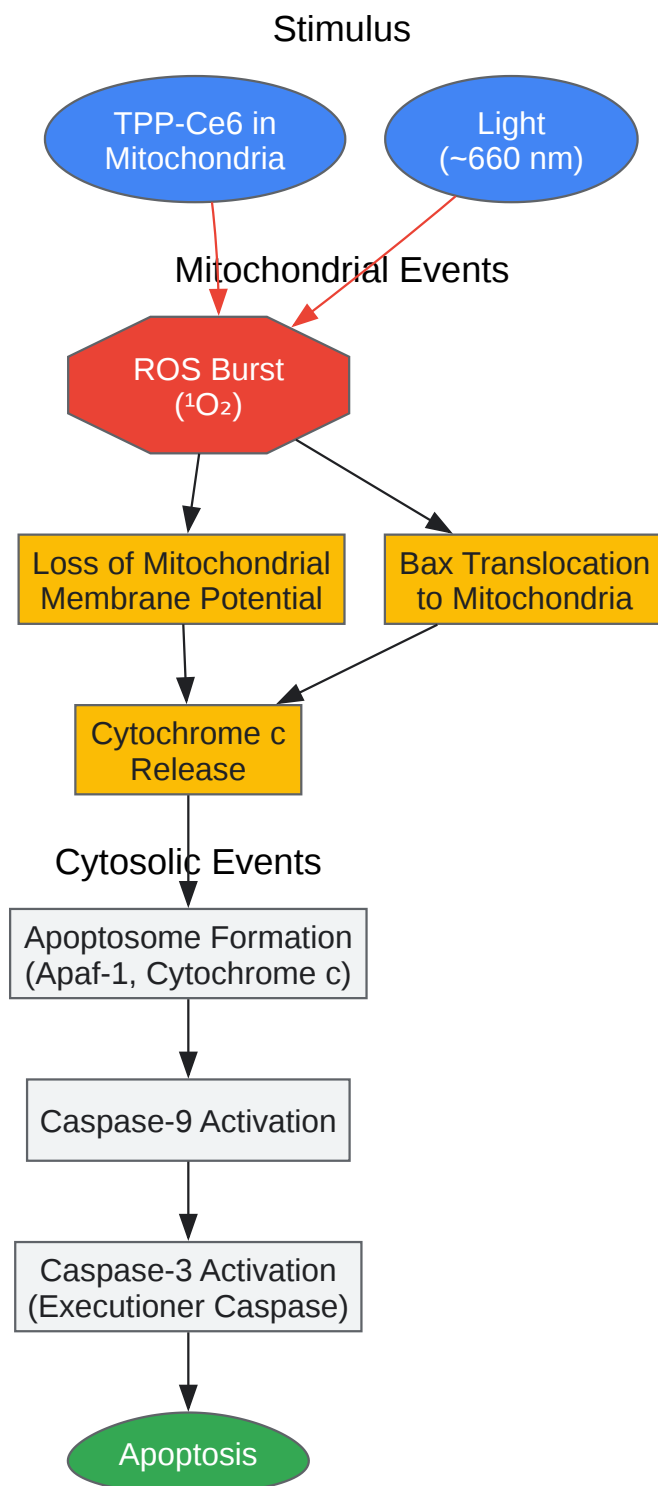 Stimulus
TPP-Ce6 in
Mitochondria
Light
(~660 nm)
Mitochondrial Events
ROS Burst
(¹O₂)
Loss of Mitochondrial
Membrane Potential
Bax Translocation
to Mitochondria
Cytochrome c
Release
Cytosolic Events
Apoptosome Formation
(Apaf-1, Cytochrome c)
Caspase-9 Activation
Caspase-3 Activation
(Executioner Caspase)
Apoptosis